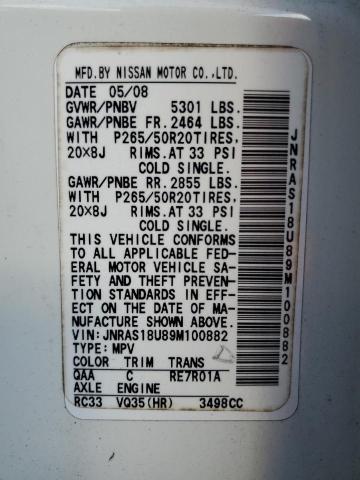 MFD.BY NISSAN MOTOR CO.,LTD.
DATE 05/08
GVWR/PNBV 5301 LBS.
GAWR/PNBE FR. 2464 LBS.
WITH P265/50R20TIRES,
20×8J RIMS.AT 33 PSI
COLD SINGLE.
GAWR/PNBE RR. 2855 LBS.
WITH P265/50R20TIRES,
20×8J RIMS.AT 33 PSI
COLD SINGLE.
THIS VEHICLE CONFORMS
TO ALL APPLICABLE FED-
ERAL MOTOR VEHICLE SA-
FETY AND THEFT PREVEN-
TION STANDARDS IN EFF-
ECT ON THE DATE OF MA-
NUFACTURE SHOWN ABOVE.
VIN:JNRAS18U89M100882
TYPE:MPV
COLOR TRIM TRANS
QAA C RE7R01A
AXLE ENGINE
RC33 VQ35(HR) 3498CC
JNRAS18U89M100882